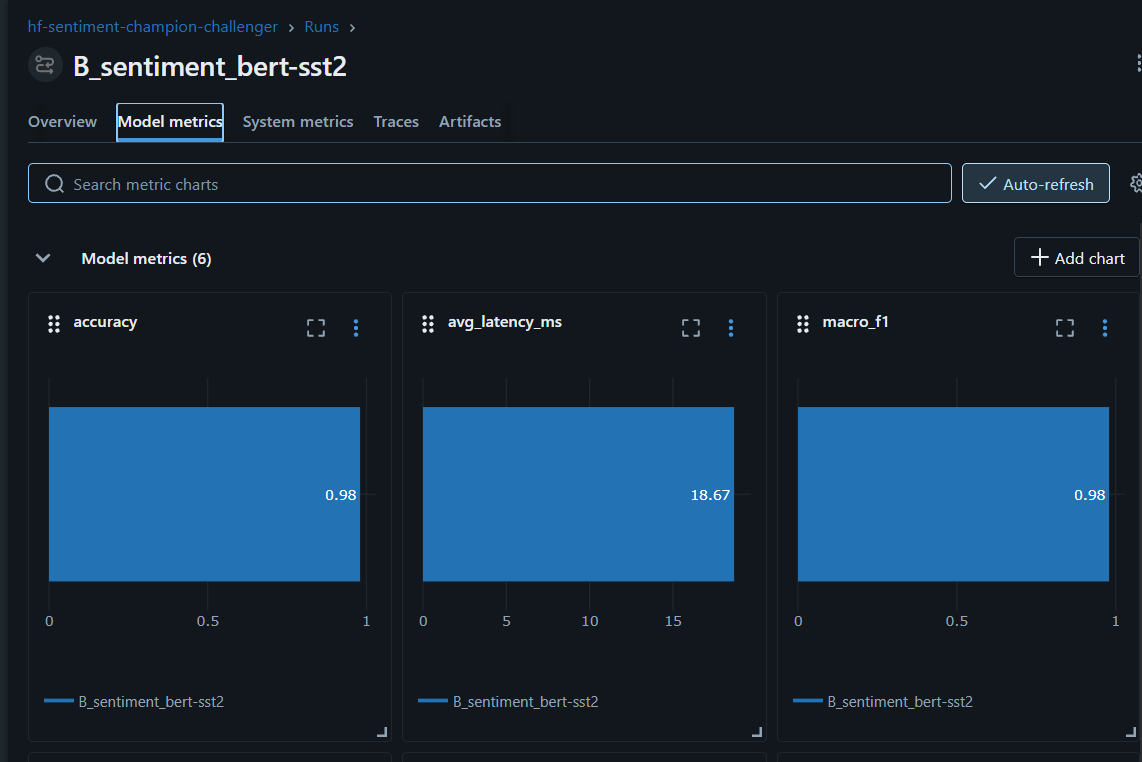 hf-sentiment-champion-challenger > Runs >
B_sentiment_bert-sst2
Overview Model metrics System metrics Traces Artifacts
Search metric charts Auto-refresh
Model metrics (6) + Add chart
accuracy avg_latency_ms macro_f1
0.98 18.67 0.98
0 0.5 1 0 5 10 15 0 0.5 1
B_sentiment_bert-sst2 B_sentiment_bert-sst2 B_sentiment_bert-sst2